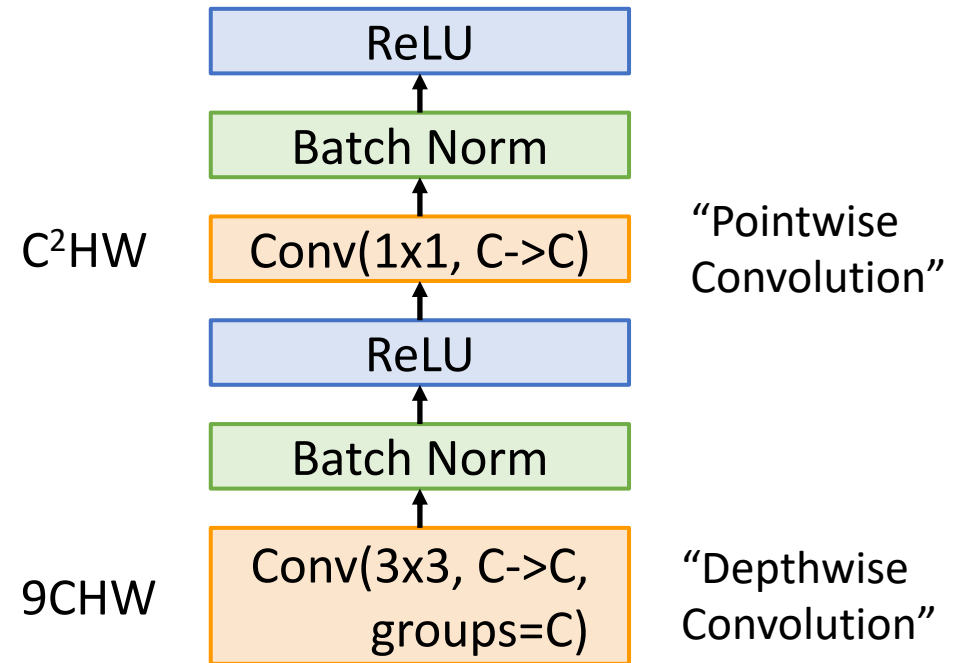 ReLU
Batch Norm
C²HW
Conv(1x1, C->C)
“Pointwise
Convolution”
ReLU
Batch Norm
9CHW
Conv(3x3, C->C,
groups=C)
“Depthwise
Convolution”